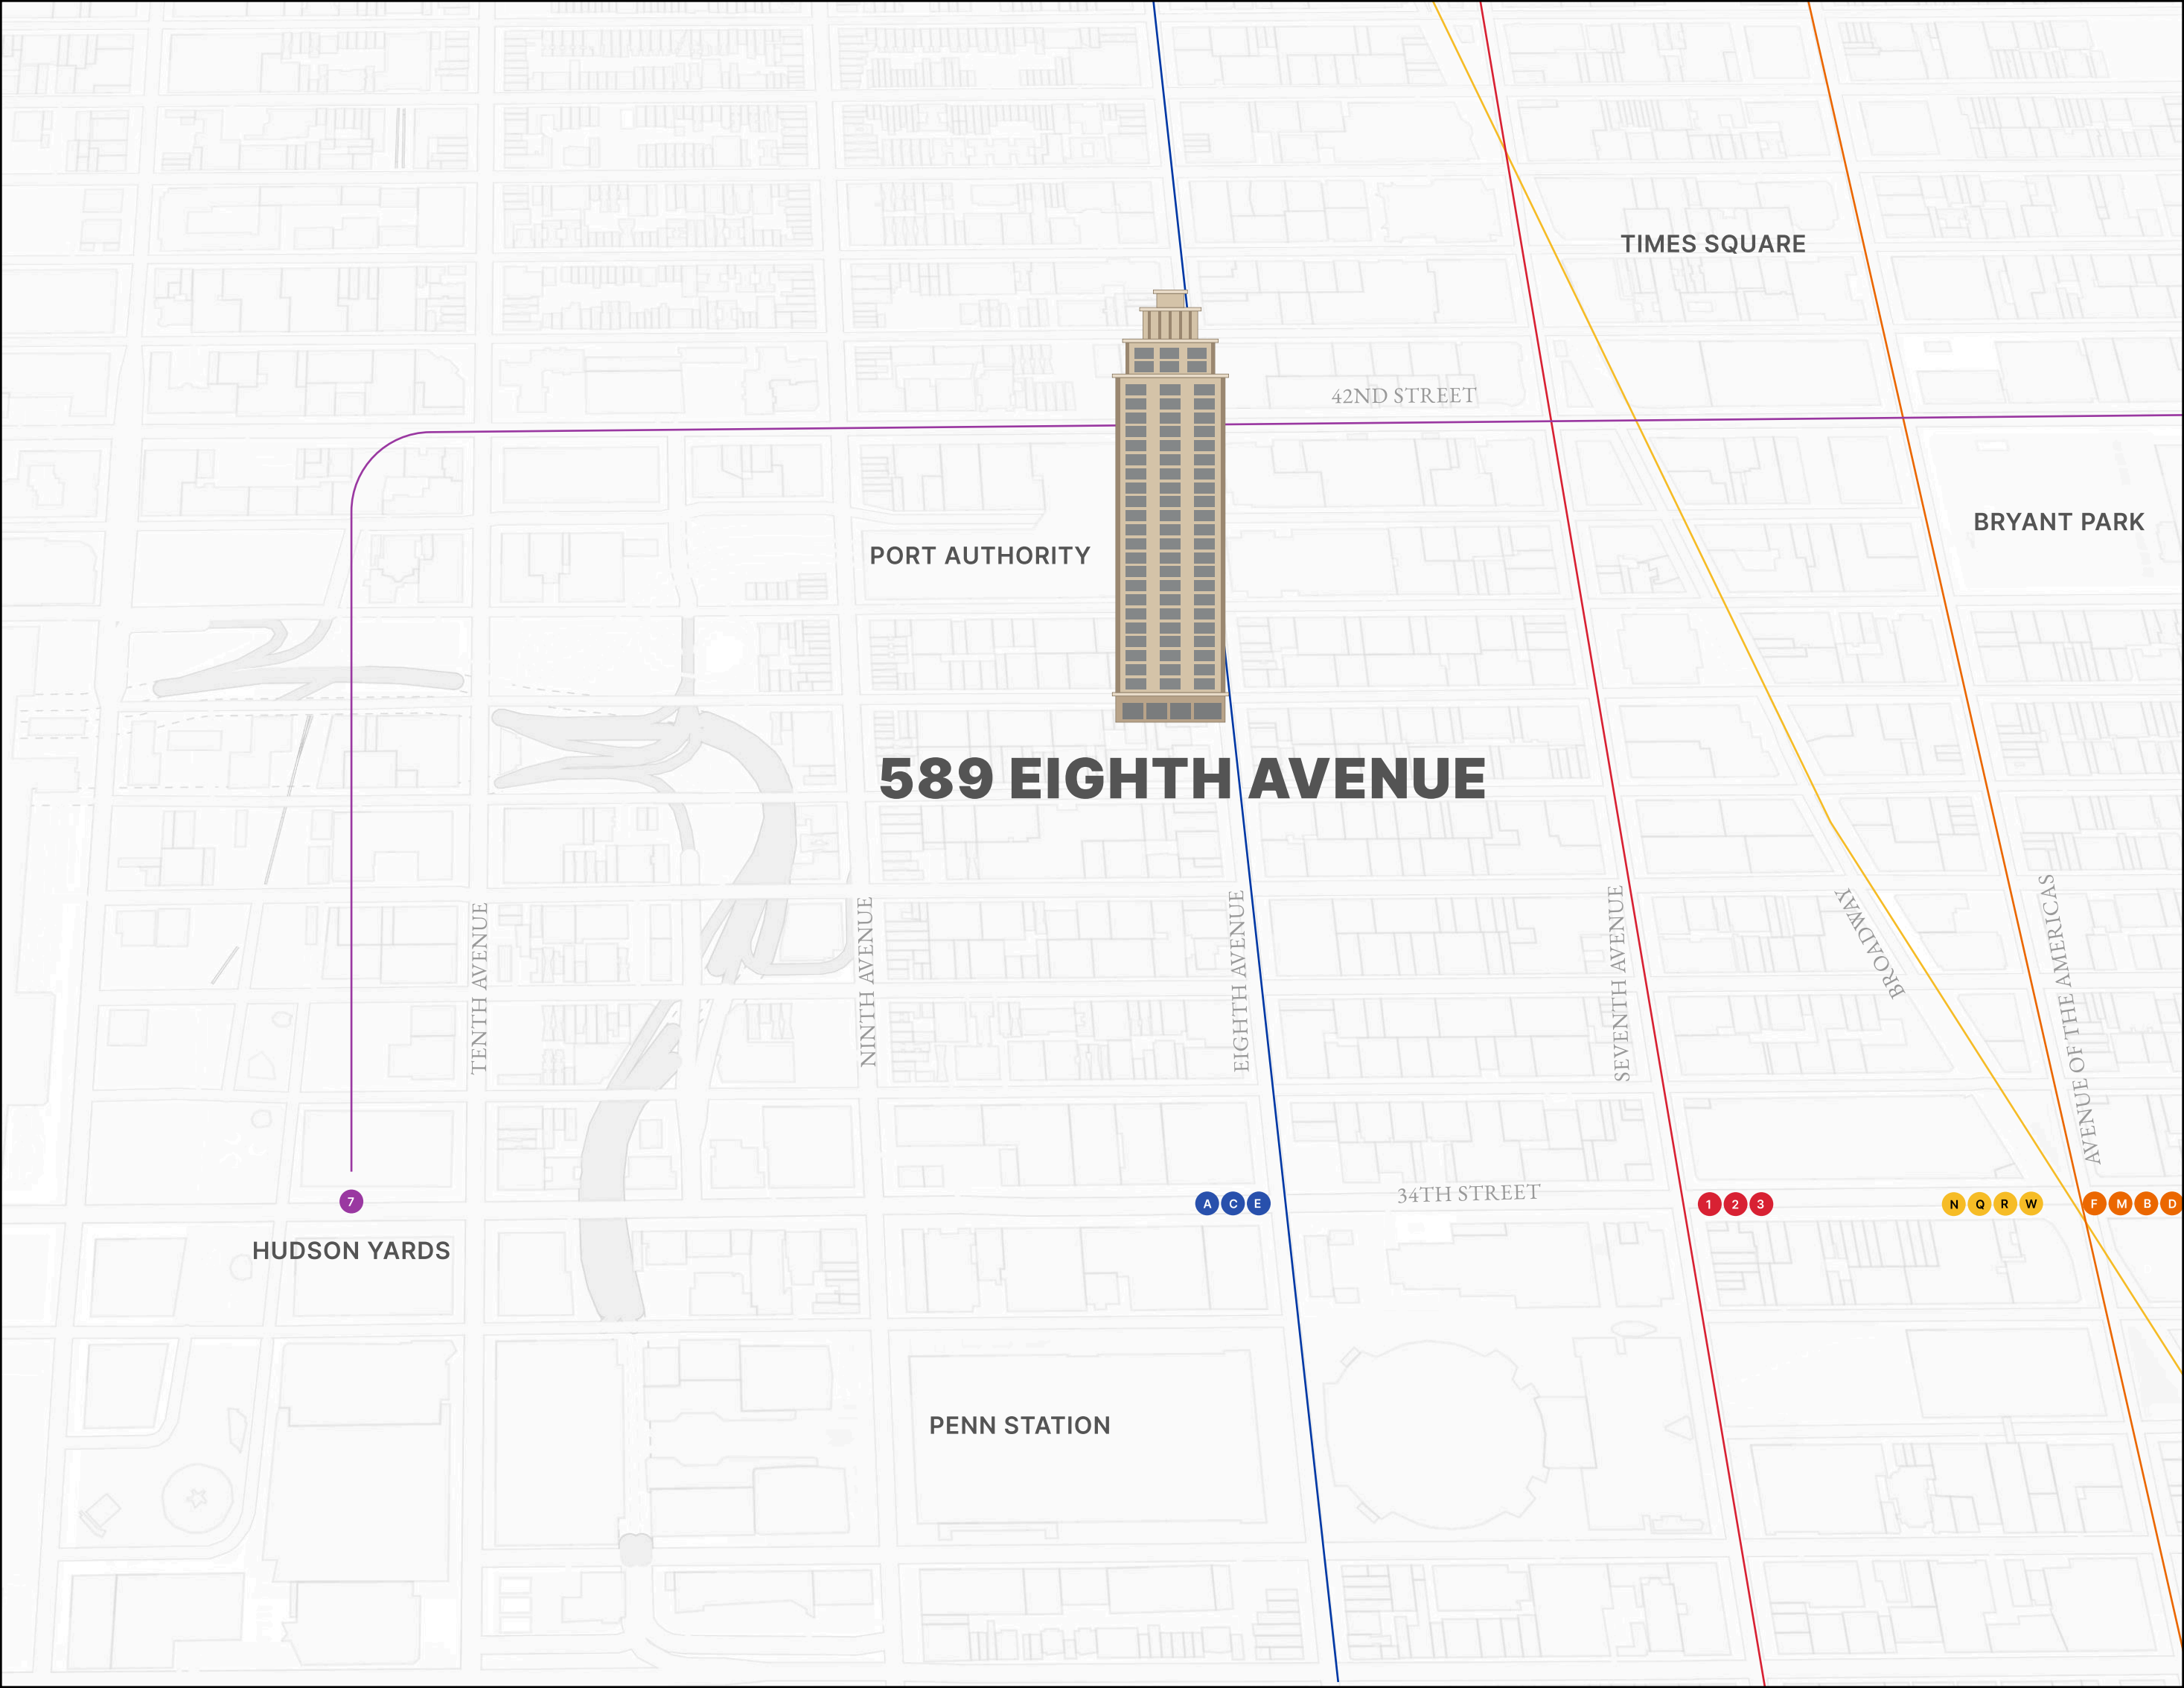 TIMES SQUARE
42ND STREET
BRYANT PARK
PORT AUTHORITY
589 EIGHTH AVENUE
TENTH AVENUE
NINTH AVENUE
EIGHTH AVENUE
SEVENTH AVENUE
BROADWAY
AVENUE OF THE AMERICAS
34TH STREET
7
A C E
1 2 3
N Q R W
F M B D
HUDSON YARDS
PENN STATION